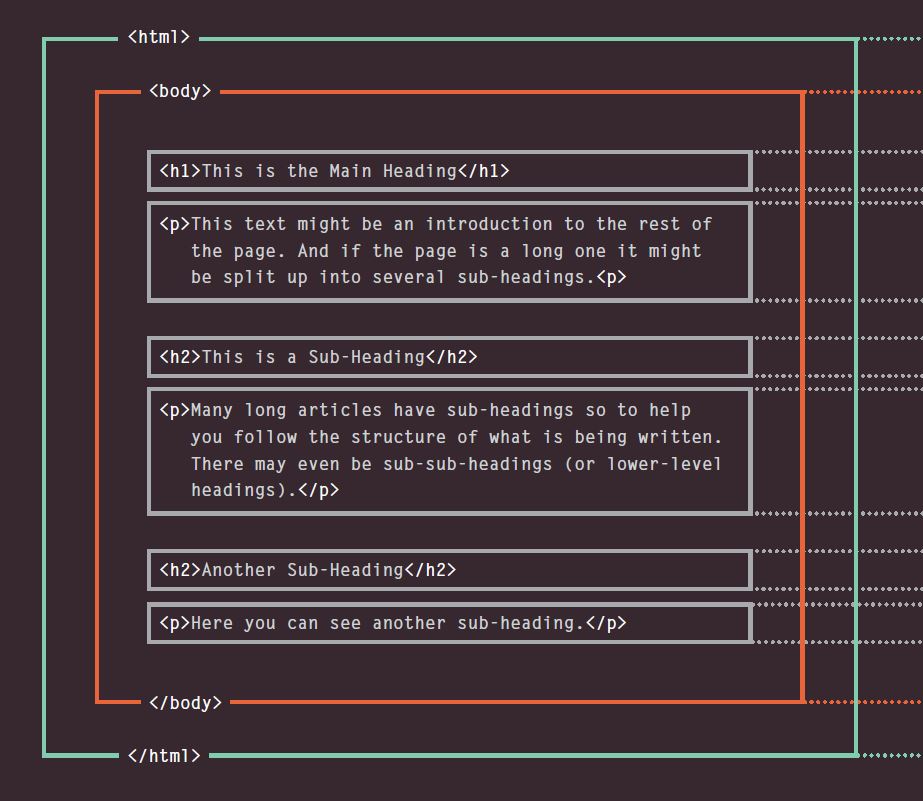 <html>
<body>
<h1>This is the Main Heading</h1>
<p>This text might be an introduction to the rest of
the page. And if the page is a long one it might
be split up into several sub-headings.<p>
<h2>This is a Sub-Heading</h2>
<p>Many long articles have sub-headings so to help
you follow the structure of what is being written.
There may even be sub-sub-headings (or lower-level
headings).</p>
<h2>Another Sub-Heading</h2>
<p>Here you can see another sub-heading.</p>
</body>
</html>